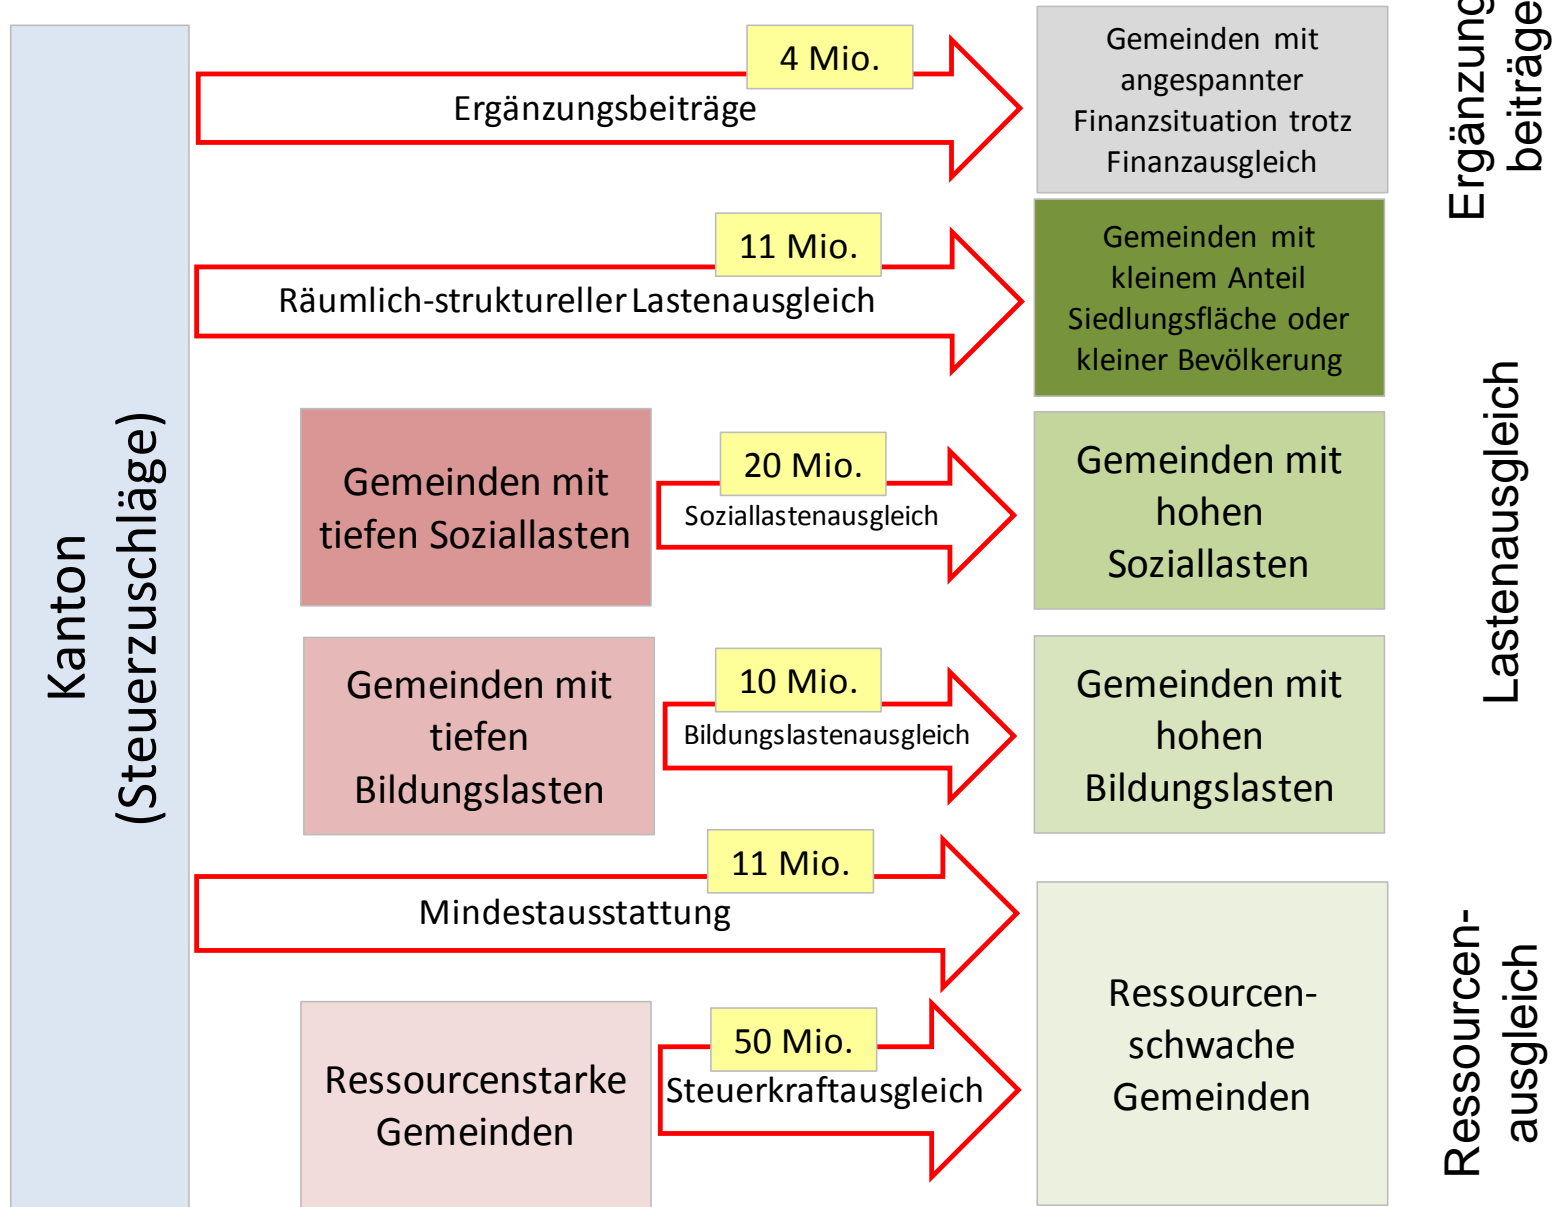 Kanton
(Steuerzuschläge)
4 Mio.
Ergänzungsbeiträge
Gemeinden mit
angespannter
Finanzsituation trotz
Finanzausgleich
11 Mio.
Räumlich-struktureller Lastenausgleich
Gemeinden mit
kleinem Anteil
Siedlungsfläche oder
kleiner Bevölkerung
Gemeinden mit
tiefen Soziallasten
20 Mio.
Soziallastenausgleich
Gemeinden mit
hohen
Soziallasten
Gemeinden mit
tiefen
Bildungslasten
10 Mio.
Bildungslastenausgleich
Gemeinden mit
hohen
Bildungslasten
11 Mio.
Mindestausstattung
Ressourcenstarke
Gemeinden
50 Mio.
Steuerkraftausgleich
Ressourcen-
schwache
Gemeinden
Ergänzung
beiträge
Lastenausgleich
Ressourcen-
ausgleich